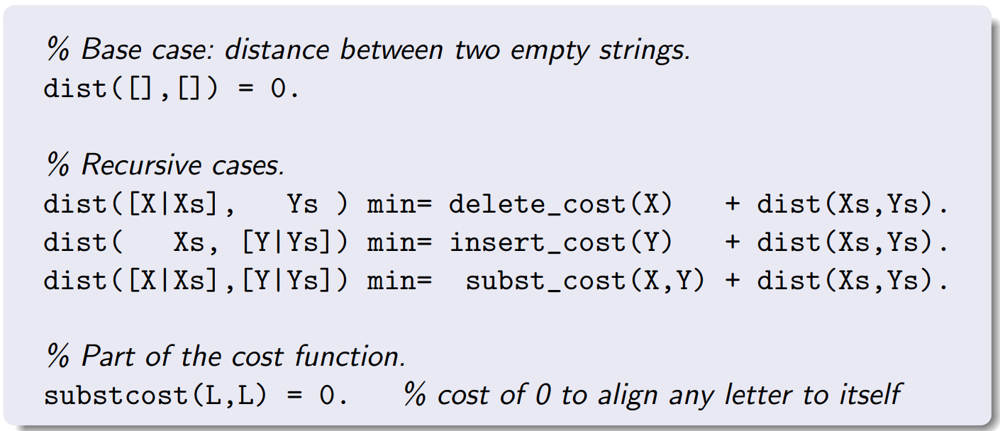 % Base case: distance between two empty strings.
dist([],[]) = 0.
% Recursive cases.
dist([X|Xs],   Ys ) min= delete_cost(X)   + dist(Xs,Ys).
dist(   Xs, [Y|Ys]) min= insert_cost(Y)   + dist(Xs,Ys).
dist([X|Xs],[Y|Ys]) min=  subst_cost(X,Y) + dist(Xs,Ys).
% Part of the cost function.
substcost(L,L) = 0.   % cost of 0 to align any letter to itself